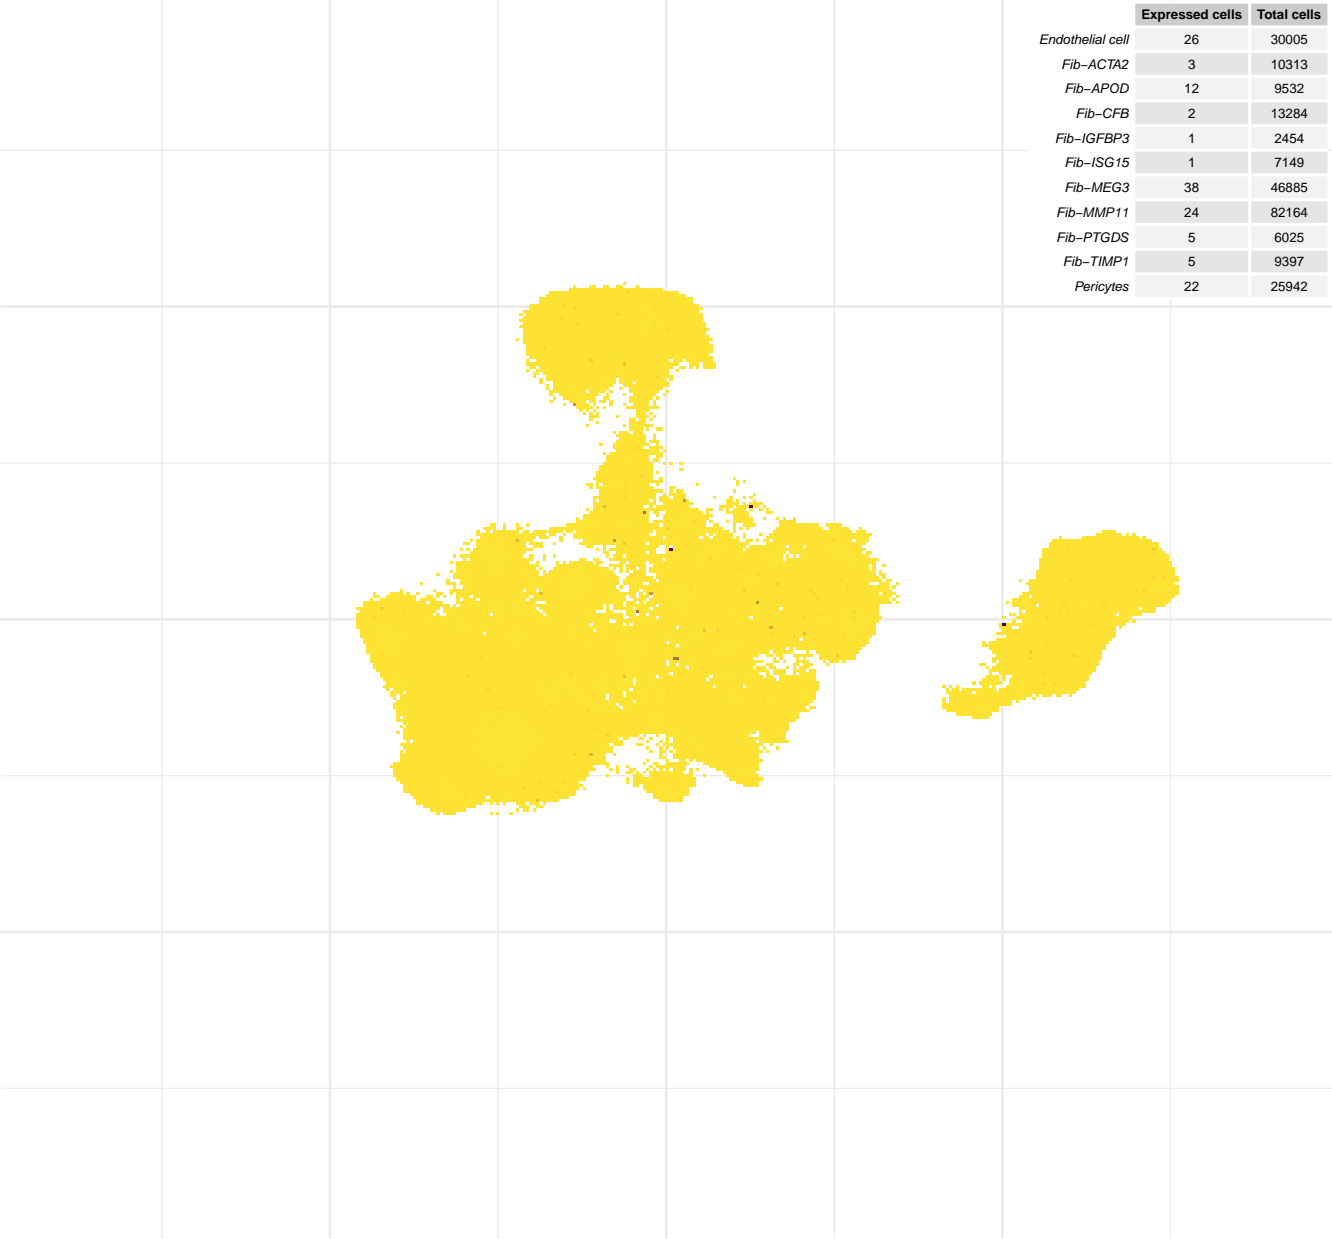 Expressed cells Total cells
Endothelial cell 26 30005
Fib−ACTA2 3 10313
Fib−APOD 12 9532
Fib−CFB 2 13284
Fib−IGFBP3 1 2454
Fib−ISG15 1 7149
Fib−MEG3 38 46885
Fib−MMP11 24 82164
Fib−PTGDS 5 6025
Fib−TIMP1 5 9397
Pericytes 22 25942